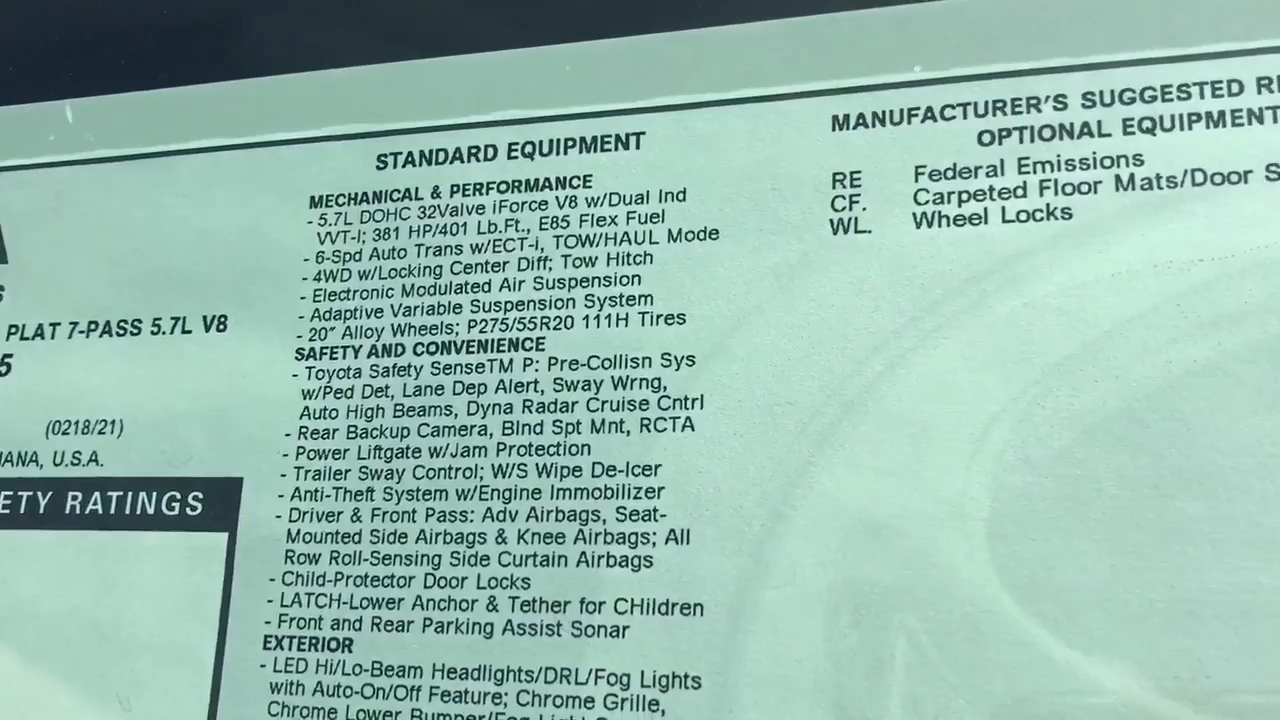 PLAT 7-PASS 5.7L V8
5
(0218/21)
IANA, U.S.A.
ETY RATINGS
STANDARD EQUIPMENT
MECHANICAL & PERFORMANCE
- 5.7L DOHC 32Valve iForce V8 w/Dual Ind
VVT-I; 381 HP/401 Lb.Ft., E85 Flex Fuel
- 6-Spd Auto Trans w/ECT-i, TOW/HAUL Mode
- 4WD w/Locking Center Diff; Tow Hitch
- Electronic Modulated Air Suspension
- Adaptive Variable Suspension System
- 20" Alloy Wheels; P275/55R20 111H Tires
SAFETY AND CONVENIENCE
- Toyota Safety SenseTM P: Pre-Collisn Sys
w/Ped Det, Lane Dep Alert, Sway Wrng,
Auto High Beams, Dyna Radar Cruise Cntrl
- Rear Backup Camera, Blnd Spt Mnt, RCTA
- Power Liftgate w/Jam Protection
- Trailer Sway Control; W/S Wipe De-Icer
- Anti-Theft System w/Engine Immobilizer
- Driver & Front Pass: Adv Airbags, Seat-
Mounted Side Airbags & Knee Airbags; All
Row Roll-Sensing Side Curtain Airbags
- Child-Protector Door Locks
- LATCH-Lower Anchor & Tether for CHildren
- Front and Rear Parking Assist Sonar
EXTERIOR
- LED Hi/Lo-Beam Headlights/DRL/Fog Lights
with Auto-On/Off Feature; Chrome Grille,
Chrome Lower Bumper/Fog Light
MANUFACTURER'S SUGGESTED
OPTIONAL EQUIPMENT
RE Federal Emissions
CF. Carpeted Floor Mats/Door S
WL. Wheel Locks